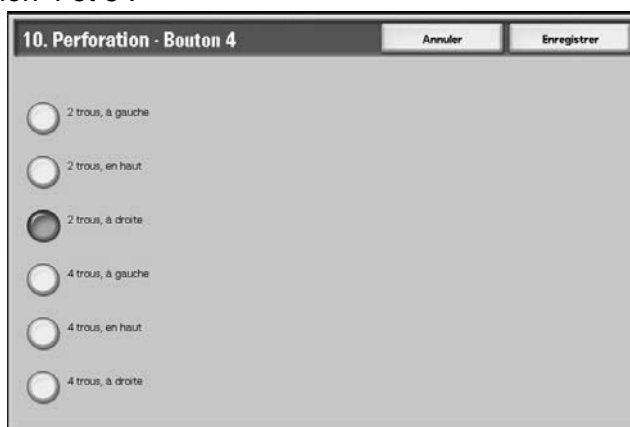 10. Perforation - Bouton 4
Annuler
Enregistrer
2 trous, à gauche
2 trous, en haut
2 trous, à droite
4 trous, à gauche
4 trous, en haut
4 trous, à droite